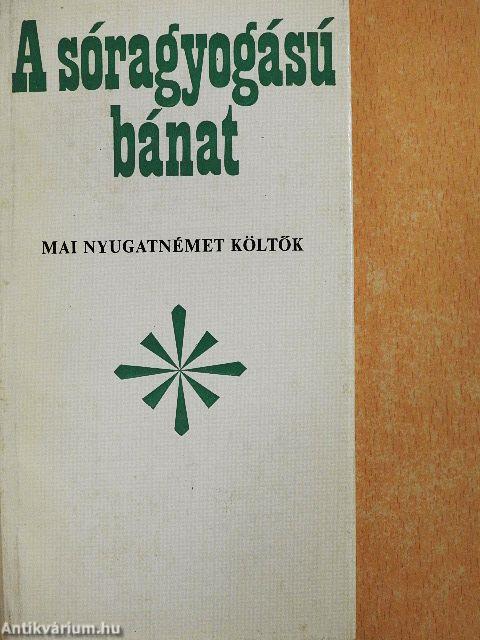 A sóragyogású
bánat
MAI NYUGATNÉMET KÖLTŐK
Antikvárium.hu